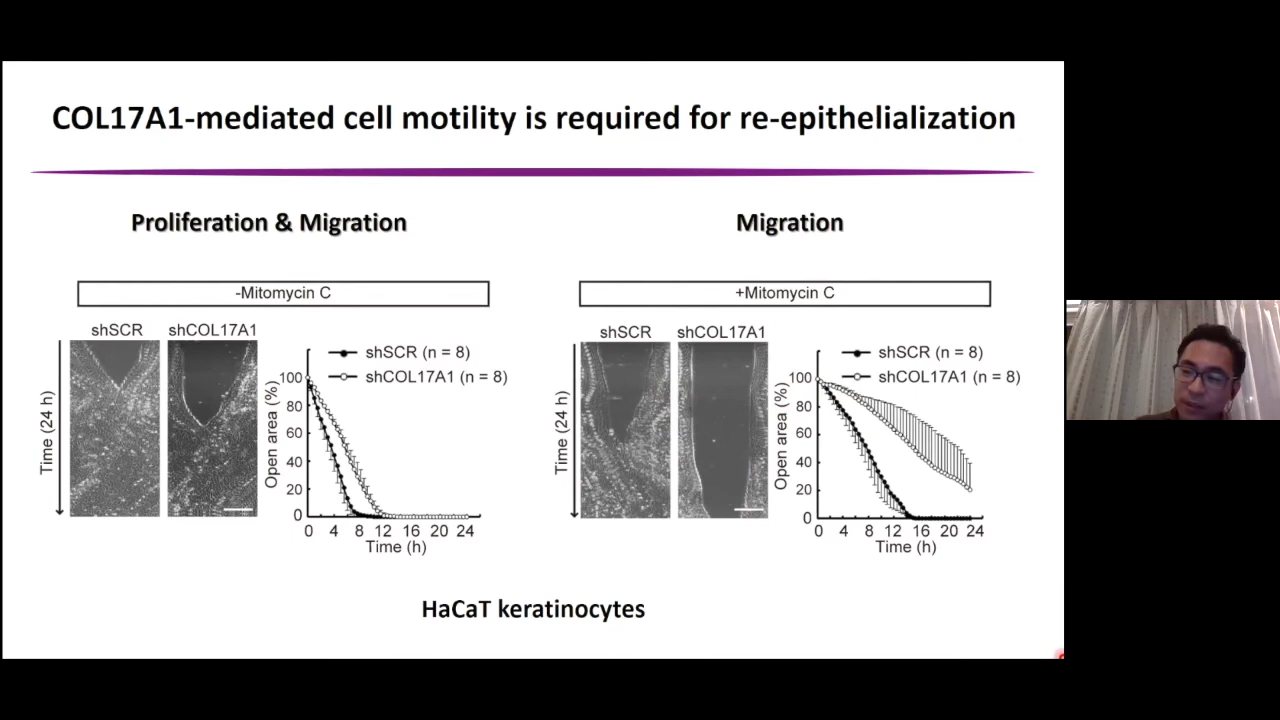 COL17A1-mediated cell motility is required for re-epithelialization
Proliferation & Migration
-Mitomycin C
shSCR
shCOL17A1
Time (24 h)
shSCR (n = 8)
shCOL17A1 (n = 8)
Open area (%)
100
80
60
40
20
0
0 4 8 12 16 20 24
Time (h)
Migration
+Mitomycin C
shSCR
shCOL17A1
Time (24 h)
shSCR (n = 8)
shCOL17A1 (n = 8)
Open area (%)
100
80
60
40
20
0
0 4 8 12 16 20 24
Time (h)
HaCaT keratinocytes